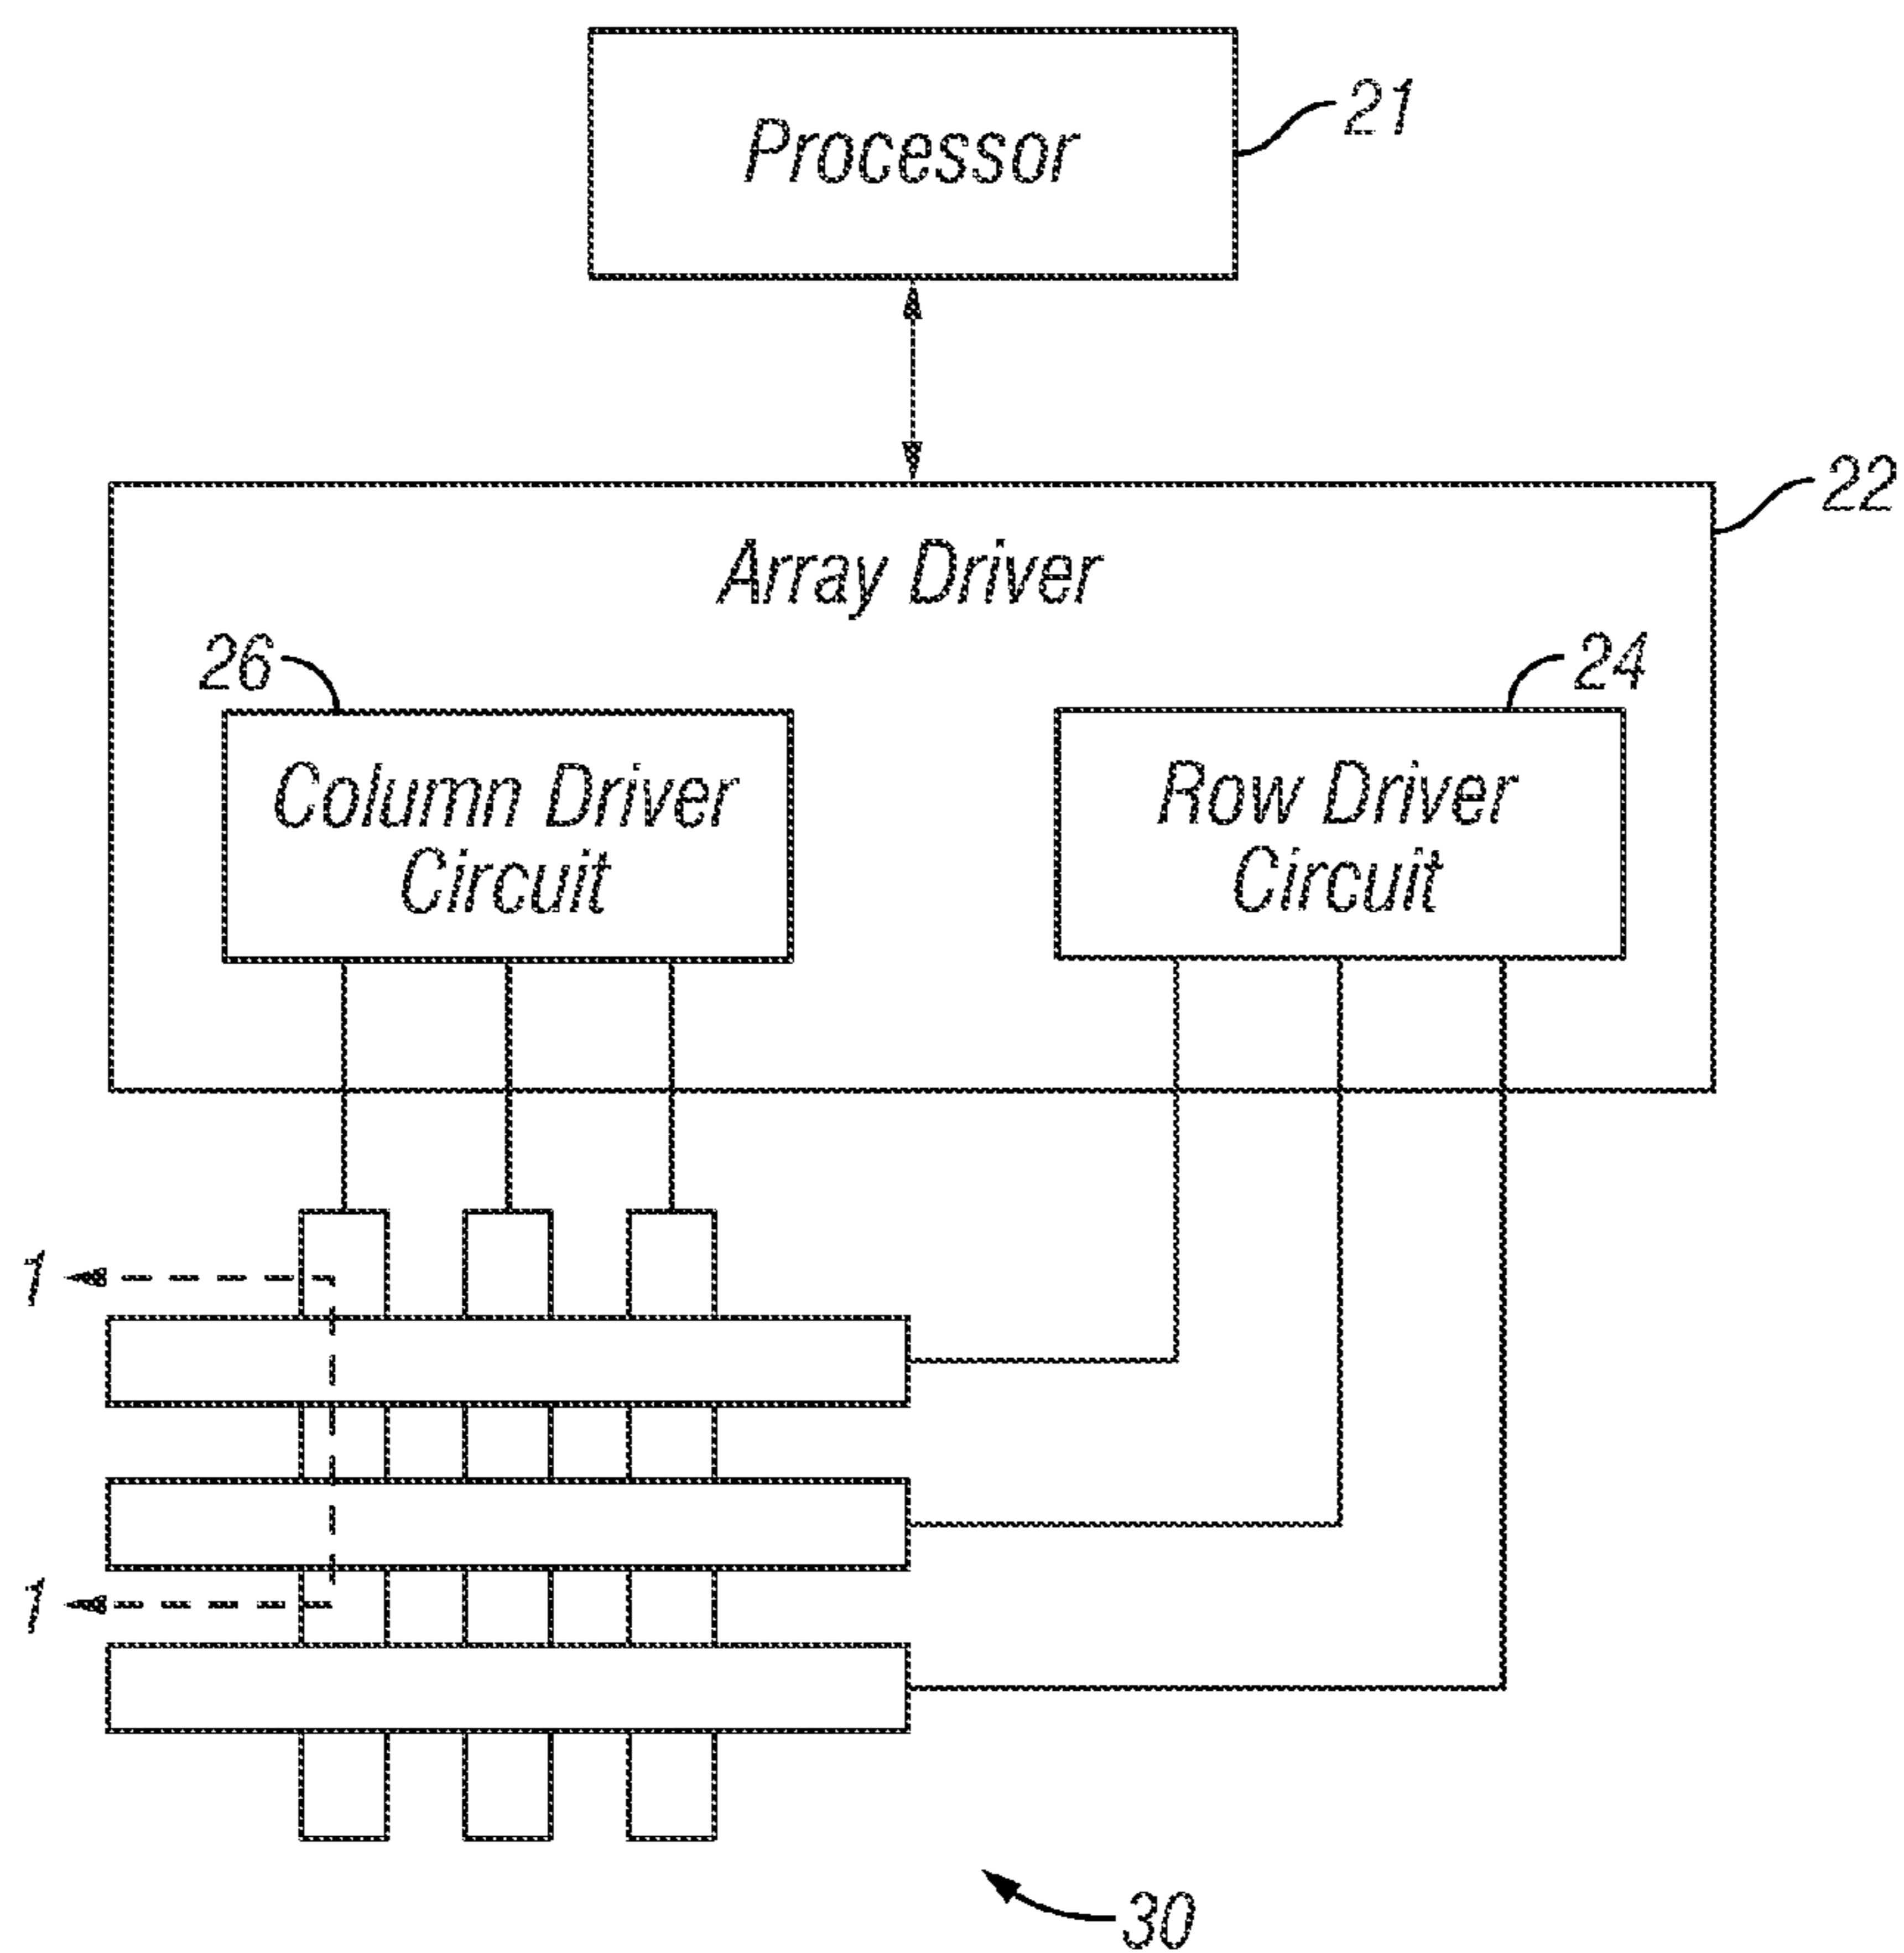 Processor
21
22
Array Driver
26
24
Column Driver
Circuit
Row Driver
Circuit
1
1
30